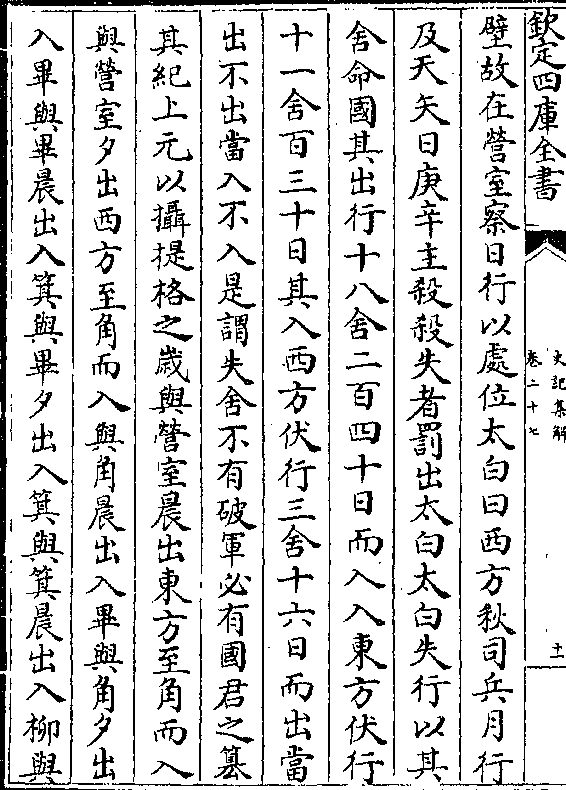 欽定四庫全書
史記集解
卷二十七
十一
壁故在營室察日行以處位太白曰西方秋司兵月行
及天矢日庚辛主殺殺失者罰出太白太白失行以其
舍命國其出行十八舍二百四十日而入入東方伏行
十一舍百三十日其入西方伏行三舍十六日而出當
出不出當入不入是謂失舍不有破軍必有國君之簒
其紀上元以攝提格之歲與營室晨出東方至角而入
與營室夕出西方至角而入與角晨出入畢與角夕出
入畢與畢晨出入箕與畢夕出入箕與箕晨出入柳與